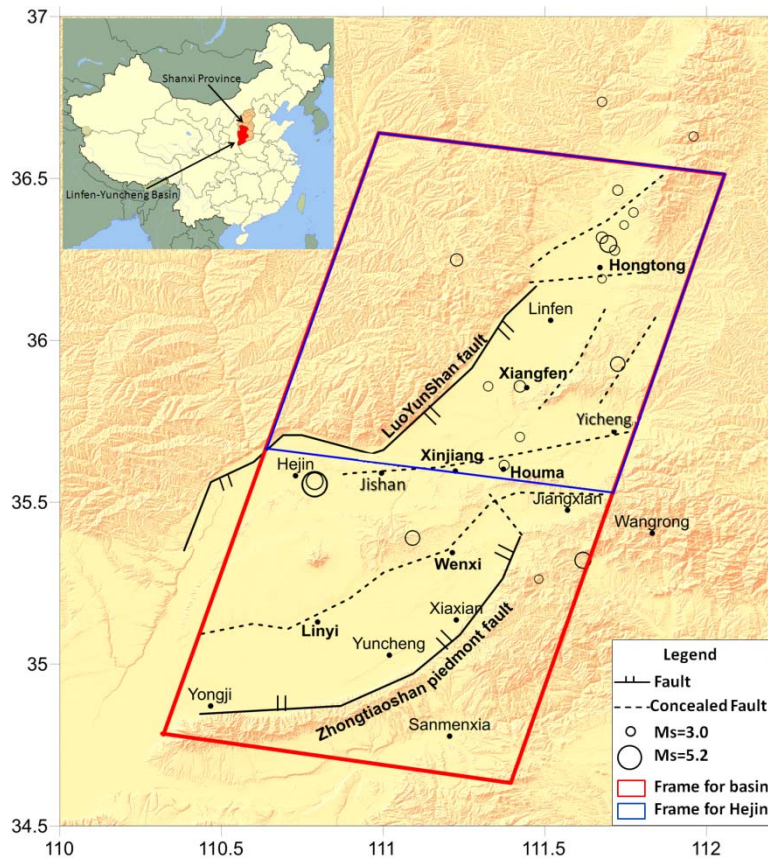 37
36.5
36
35.5
35
34.5
110
110.5
111
111.5
112
Shanxi Province
Linfen-Yuncheng Basin
Hongtong
Linfen
LuoYunShan fault
Xiangfen
Yicheng
Xinjiang
Houma
Hejin
Jishan
Jiangxian
Wangrong
Wenxi
Xiaxian
Linyi
Yuncheng
Zhongtiaoshan piedmont fault
Yongji
Sanmenxia
Legend
Fault
Concealed Fault
Ms=3.0
Ms=5.2
Frame for basin
Frame for Hejin